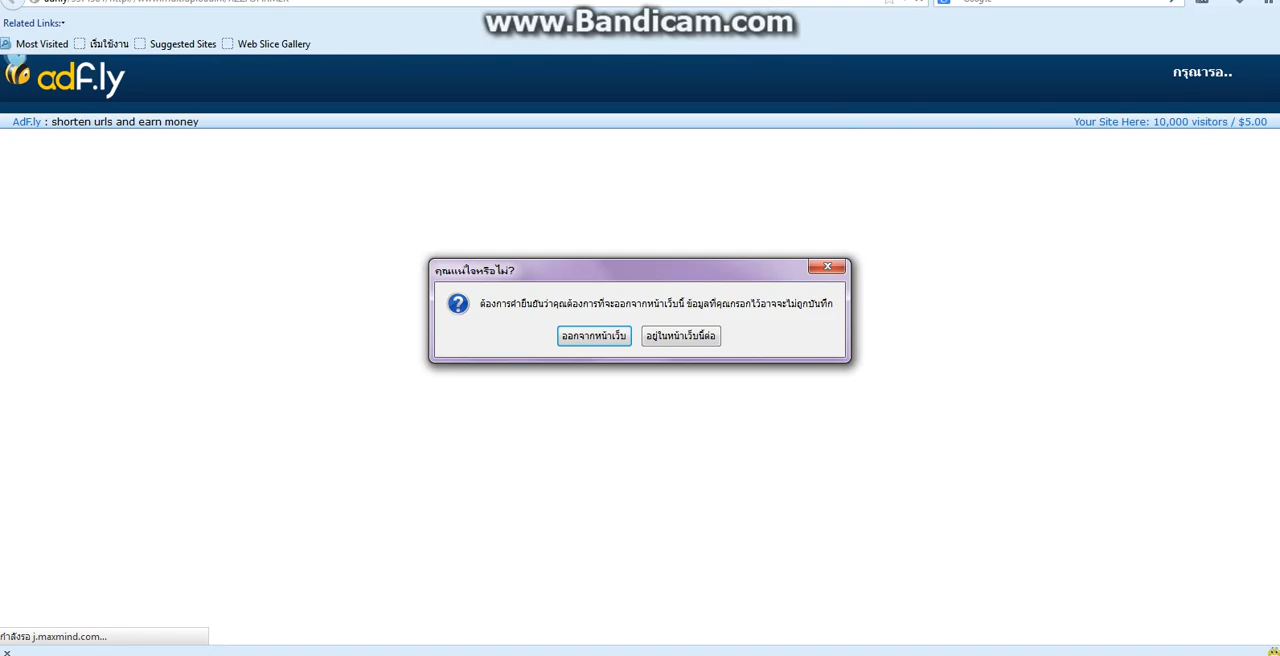 www.Bandicam.com
Related Links:
Most Visited เริ่มใช้งาน Suggested Sites Web Slice Gallery
adf.ly
กรุณารอ..
AdF.ly : shorten urls and earn money
Your Site Here: 10,000 visitors / $5.00
คุณแน่ใจหรือไม่?
ต้องการคำยืนยันว่าคุณต้องการที่จะออกจากหน้าเว็บนี้ ข้อมูลที่คุณกรอกไว้อาจจะไม่ถูกบันทึก
ออกจากหน้าเว็บ อยู่ในหน้าเว็บนี้ต่อ
กำลังรอ j.maxmind.com...